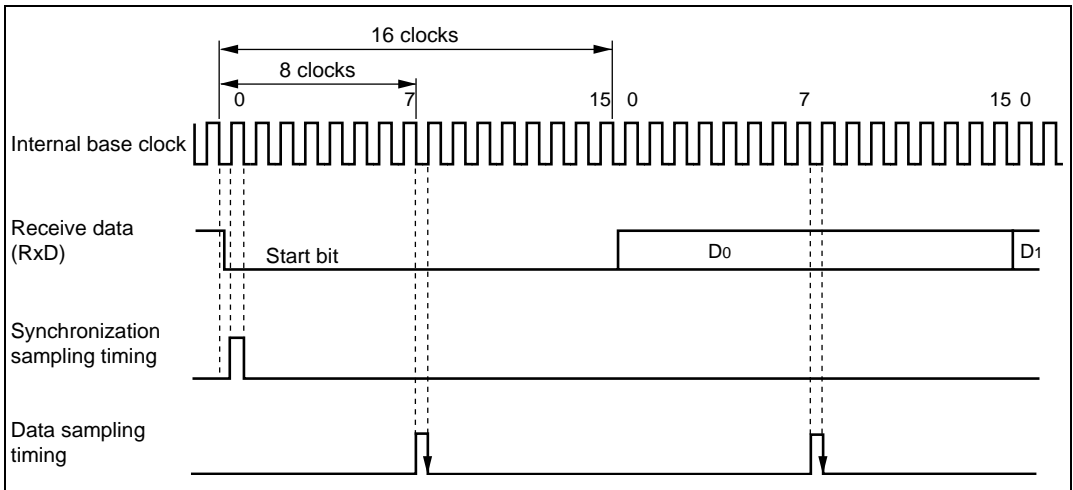 16 clocks
8 clocks
0 7 15 0 7 15 0
Internal base clock
Receive data
(RxD)
Start bit D0 D1
Synchronization
sampling timing
Data sampling
timing